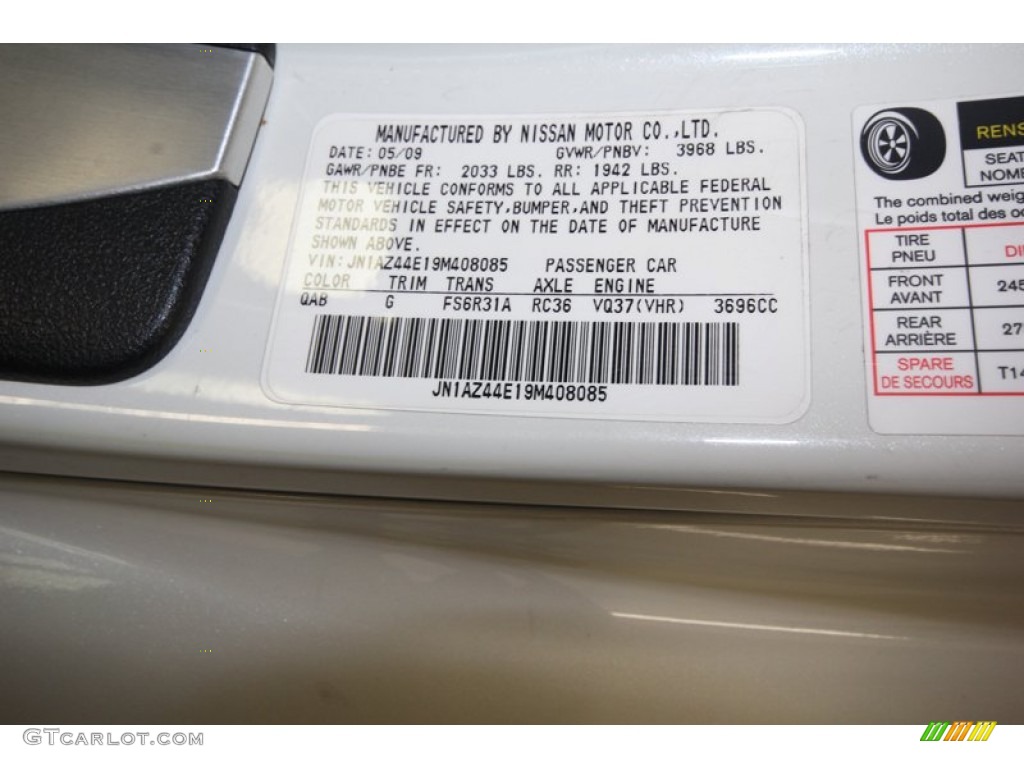 MANUFACTURED BY NISSAN MOTOR CO.,LTD.
DATE: 05/09 GVWR/PNBV: 3968 LBS.
GAWR/PNBE FR: 2033 LBS. RR: 1942 LBS.
THIS VEHICLE CONFORMS TO ALL APPLICABLE FEDERAL
MOTOR VEHICLE SAFETY,BUMPER,AND THEFT PREVENTION
STANDARDS IN EFFECT ON THE DATE OF MANUFACTURE
SHOWN ABOVE.
VIN: JN1AZ44E19M408085 PASSENGER CAR
COLOR TRIM TRANS AXLE ENGINE
QAB G FS6R31A RC36 VQ37(VHR) 3696CC
JN1AZ44E19M408085
RENS
SEAT
NOME
The combined weig
Le poids total des oc
TIRE
PNEU
DI
FRONT
AVANT
245
REAR
ARRIÈRE
27
SPARE
DE SECOURS
T14
GTCARLOT.COM